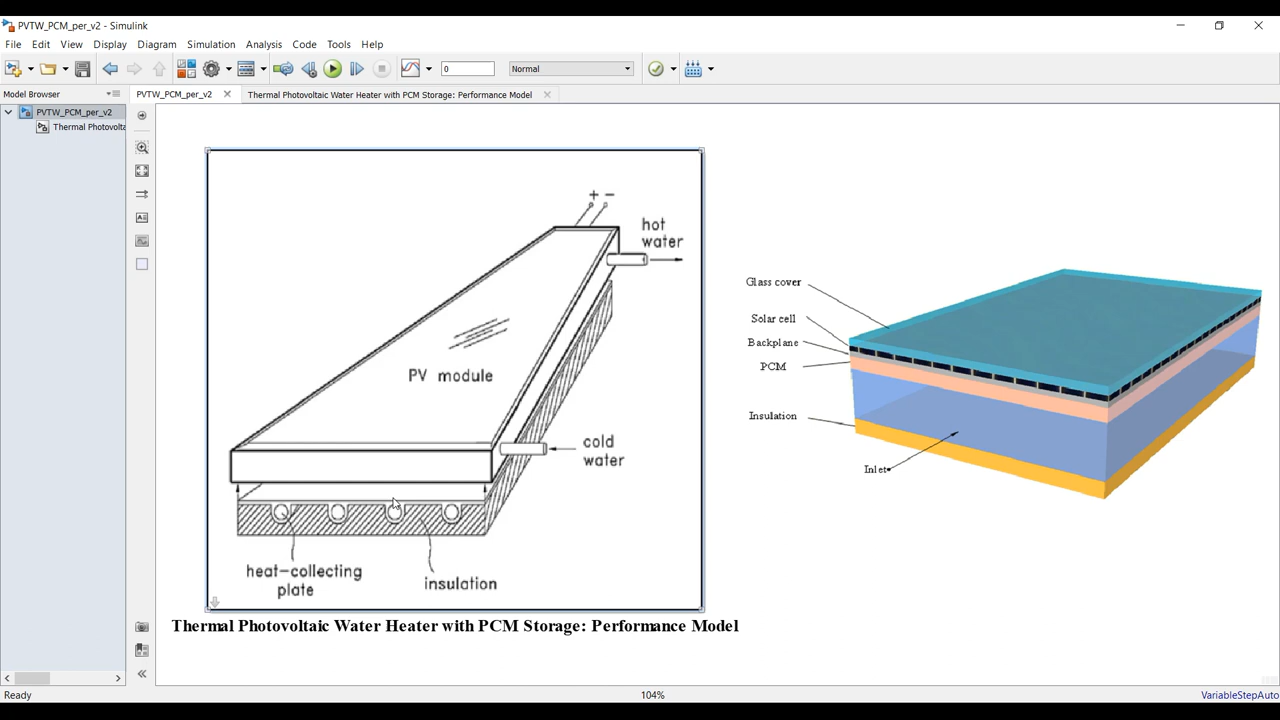 PVTW_PCM_per_v2 - Simulink
File Edit View Display Diagram Simulation Analysis Code Tools Help
0
Normal
Model Browser
PVTW_PCM_per_v2
Thermal Photovoltaic Water Heater with PCM Storage: Performance Model
PVTW_PCM_per_v2
Thermal Photovolta
+ −
hot
water
PV module
cold
water
heat-collecting
plate
insulation
Glass cover
Solar cell
Backplane
PCM
Insulation
Inlet
Thermal Photovoltaic Water Heater with PCM Storage: Performance Model
Ready
104%
VariableStepAuto